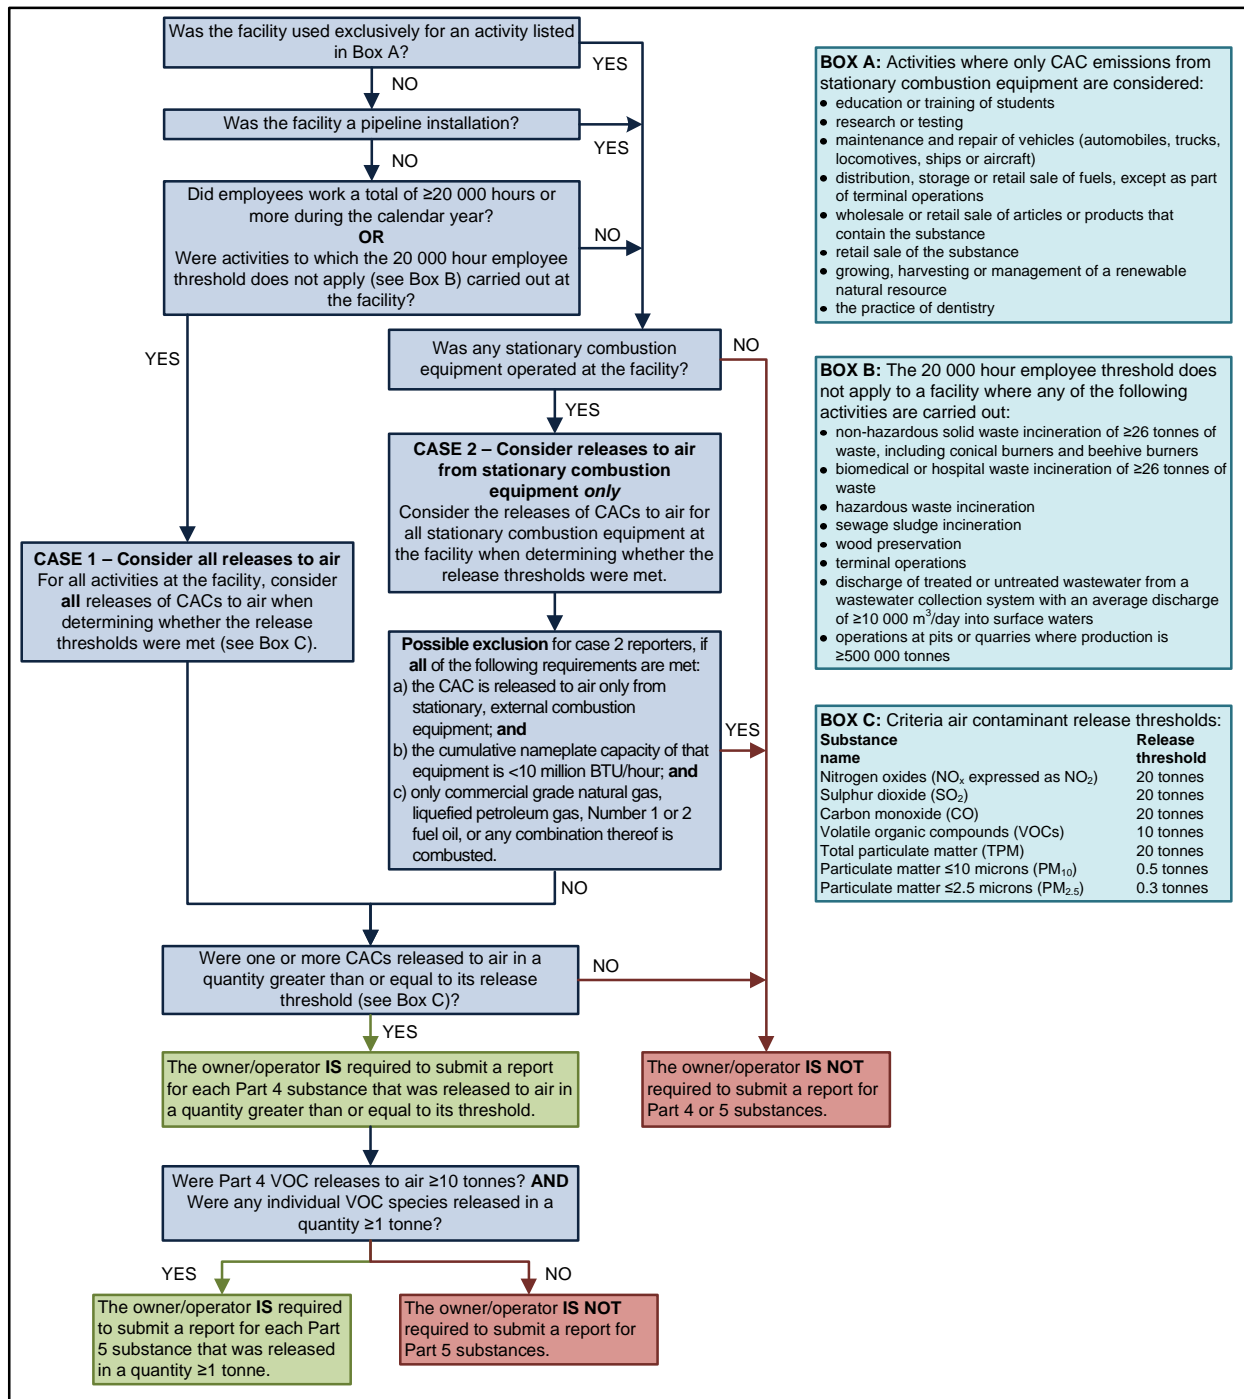 Was the facility used exclusively for an activity listed
in Box A?
YES
NO
Was the facility a pipeline installation?
YES
NO
Did employees work a total of ≥20 000 hours or
more during the calendar year?
OR
Were activities to which the 20 000 hour employee
threshold does not apply (see Box B) carried out at
the facility?
NO
YES
Was any stationary combustion
equipment operated at the facility?
NO
YES
CASE 2 – Consider releases to air
from stationary combustion
equipment only
Consider the releases of CACs to air for
all stationary combustion equipment at
the facility when determining whether the
release thresholds were met.
CASE 1 – Consider all releases to air
For all activities at the facility, consider
all releases of CACs to air when
determining whether the release
thresholds were met (see Box C).
Possible exclusion for case 2 reporters, if
all of the following requirements are met:
a) the CAC is released to air only from
stationary, external combustion
equipment; and
b) the cumulative nameplate capacity of that
equipment is <10 million BTU/hour; and
c) only commercial grade natural gas,
liquefied petroleum gas, Number 1 or 2
fuel oil, or any combination thereof is
combusted.
YES
NO
Were one or more CACs released to air in a
quantity greater than or equal to its release
threshold (see Box C)?
NO
YES
The owner/operator IS required to submit a report
for each Part 4 substance that was released to air in
a quantity greater than or equal to its threshold.
The owner/operator IS NOT
required to submit a report for
Part 4 or 5 substances.
Were Part 4 VOC releases to air ≥10 tonnes? AND
Were any individual VOC species released in a
quantity ≥1 tonne?
YES
NO
The owner/operator IS required
to submit a report for each Part
5 substance that was released
in a quantity ≥1 tonne.
The owner/operator IS NOT
required to submit a report for
Part 5 substances.
BOX A: Activities where only CAC emissions from
stationary combustion equipment are considered:
• education or training of students
• research or testing
• maintenance and repair of vehicles (automobiles, trucks,
locomotives, ships or aircraft)
• distribution, storage or retail sale of fuels, except as part
of terminal operations
• wholesale or retail sale of articles or products that
contain the substance
• retail sale of the substance
• growing, harvesting or management of a renewable
natural resource
• the practice of dentistry
BOX B: The 20 000 hour employee threshold does
not apply to a facility where any of the following
activities are carried out:
• non-hazardous solid waste incineration of ≥26 tonnes of
waste, including conical burners and beehive burners
• biomedical or hospital waste incineration of ≥26 tonnes of
waste
• hazardous waste incineration
• sewage sludge incineration
• wood preservation
• terminal operations
• discharge of treated or untreated wastewater from a
wastewater collection system with an average discharge
of ≥10 000 m³/day into surface waters
• operations at pits or quarries where production is
≥500 000 tonnes
BOX C: Criteria air contaminant release thresholds:
Substance name Release threshold
Nitrogen oxides (NOₓ expressed as NO₂) 20 tonnes
Sulphur dioxide (SO₂) 20 tonnes
Carbon monoxide (CO) 20 tonnes
Volatile organic compounds (VOCs) 10 tonnes
Total particulate matter (TPM) 20 tonnes
Particulate matter ≤10 microns (PM₁₀) 0.5 tonnes
Particulate matter ≤2.5 microns (PM₂.₅) 0.3 tonnes